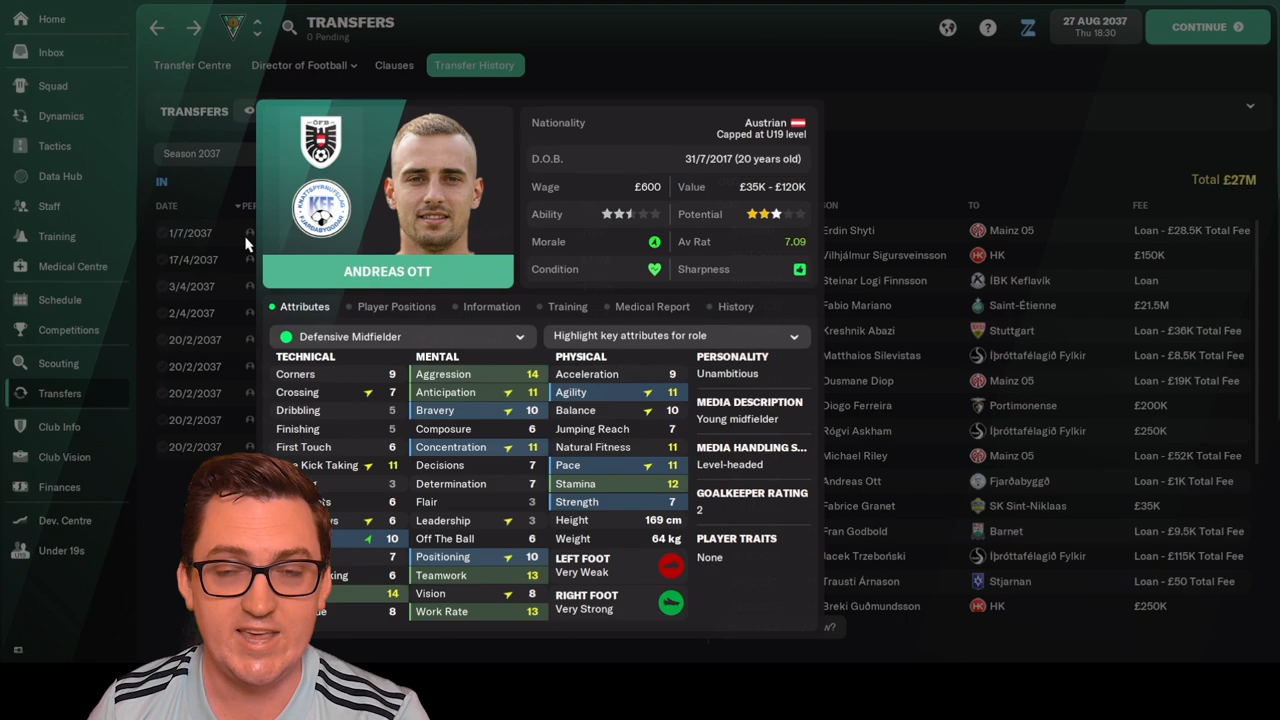 Home
Inbox
Squad
Dynamics
Tactics
Data Hub
Staff
Training
Medical Centre
Schedule
Competitions
Scouting
Transfers
Club Info
Club Vision
Finances
Dev. Centre
Under 19s
TRANSFERS
0 Pending
27 AUG 2037
Thu 18:30
CONTINUE
Transfer Centre
Director of Football
Clauses
Transfer History
TRANSFERS
Season 2037
IN
DATE
1/7/2037
17/4/2037
3/4/2037
2/4/2037
20/2/2037
20/2/2037
20/2/2037
20/2/2037
20/2/2037
ÖFB
KFF
ANDREAS OTT
Nationality Austrian
Capped at U19 level
D.O.B. 31/7/2017 (20 years old)
Wage £600 Value £35K - £120K
Ability Potential
Morale Av Rat 7.09
Condition Sharpness
Attributes Player Positions Information Training Medical Report History
Defensive Midfielder
Highlight key attributes for role
TECHNICAL
Corners 9
Crossing 7
Dribbling 5
Finishing 5
First Touch 6
Kick Taking 11
3
6
6
10
7
6
14
8
MENTAL
Aggression 14
Anticipation 11
Bravery 10
Composure 6
Concentration 11
Decisions 7
Determination 7
Flair 3
Leadership 3
Off The Ball 6
Positioning 10
Teamwork 13
Vision 8
Work Rate 13
PHYSICAL
Acceleration 9
Agility 11
Balance 10
Jumping Reach 7
Natural Fitness 11
Pace 11
Stamina 12
Strength 7
Height 169 cm
Weight 64 kg
LEFT FOOT
Very Weak
RIGHT FOOT
Very Strong
PERSONALITY
Unambitious
MEDIA DESCRIPTION
Young midfielder
MEDIA HANDLING S...
Level-headed
GOALKEEPER RATING
2
PLAYER TRAITS
None
Total £27M
TO FEE
Erdin Shyti Mainz 05 Loan - £28.5K Total Fee
Vilhjálmur Sigursveinsson HK £150K
Steinar Logi Finnsson ÍBK Keflavík Loan
Fabio Mariano Saint-Étienne £21.5M
Kreshnik Abazi Stuttgart Loan - £36K Total Fee
Matthaios Silevistas Íþróttafélagið Fylkir Loan - £8.5K Total Fee
Ousmane Diop Mainz 05 Loan - £19K Total Fee
Diogo Ferreira Portimonense £200K
Rógvi Askham Íþróttafélagið Fylkir £250K
Michael Riley Mainz 05 Loan - £52K Total Fee
Andreas Ott Fjarðabyggð Loan - £1K Total Fee
Fabrice Granet SK Sint-Niklaas £35K
Fran Godbold Barnet Loan - £9.5K Total Fee
Jacek Trzeboński Íþróttafélagið Fylkir Loan - £115K Total Fee
Trausti Árnason Stjarnan Loan - £50 Total Fee
Breki Guðmundsson HK £250K